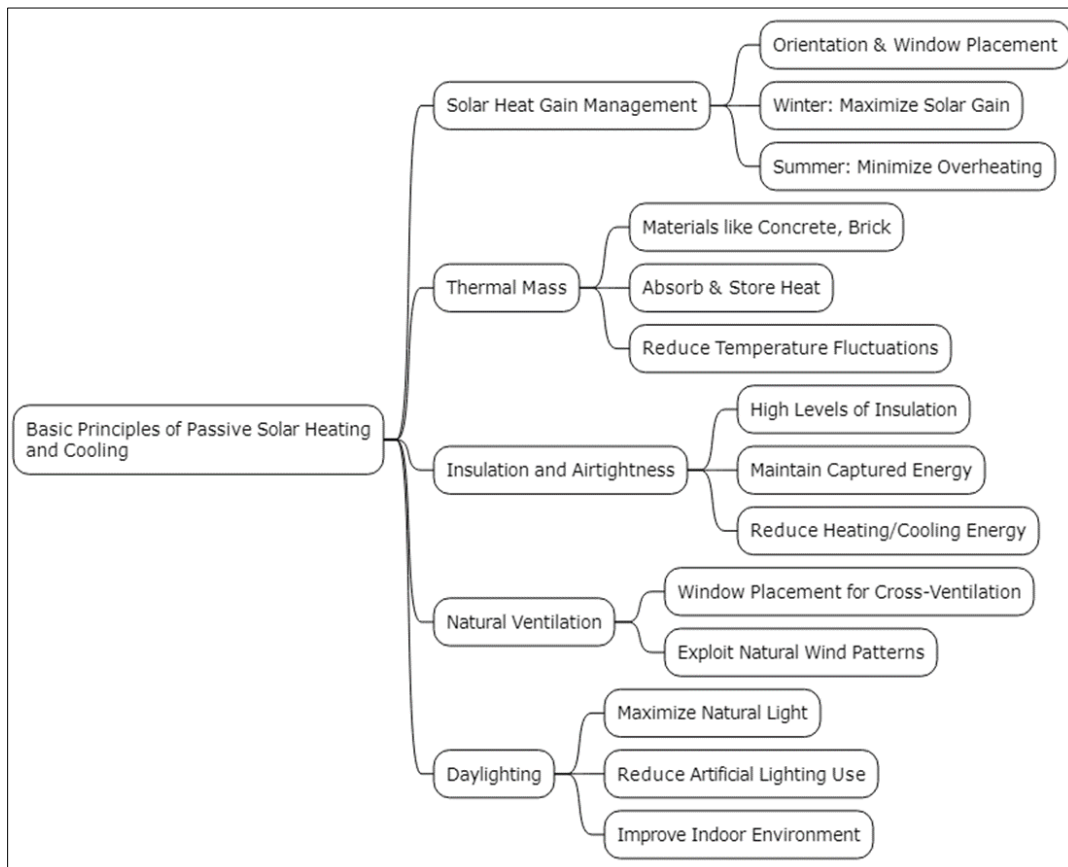 Basic Principles of Passive Solar Heating
and Cooling
Solar Heat Gain Management
Orientation & Window Placement
Winter: Maximize Solar Gain
Summer: Minimize Overheating
Thermal Mass
Materials like Concrete, Brick
Absorb & Store Heat
Reduce Temperature Fluctuations
Insulation and Airtightness
High Levels of Insulation
Maintain Captured Energy
Reduce Heating/Cooling Energy
Natural Ventilation
Window Placement for Cross-Ventilation
Exploit Natural Wind Patterns
Daylighting
Maximize Natural Light
Reduce Artificial Lighting Use
Improve Indoor Environment